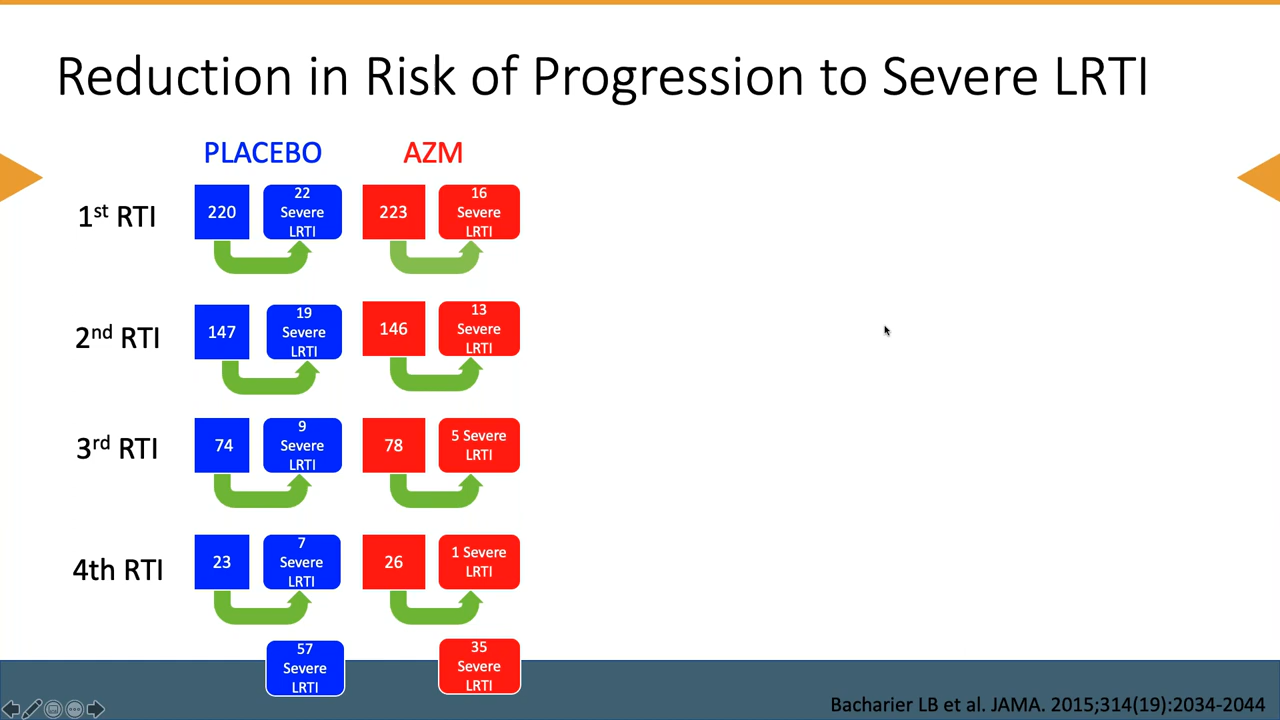 Reduction in Risk of Progression to Severe LRTI
PLACEBO
AZM
1st RTI
220
22
Severe
LRTI
223
16
Severe
LRTI
2nd RTI
147
19
Severe
LRTI
146
13
Severe
LRTI
3rd RTI
74
9
Severe
LRTI
78
5 Severe
LRTI
4th RTI
23
7
Severe
LRTI
26
1 Severe
LRTI
57
Severe
LRTI
35
Severe
LRTI
Bacharier LB et al. JAMA. 2015;314(19):2034-2044